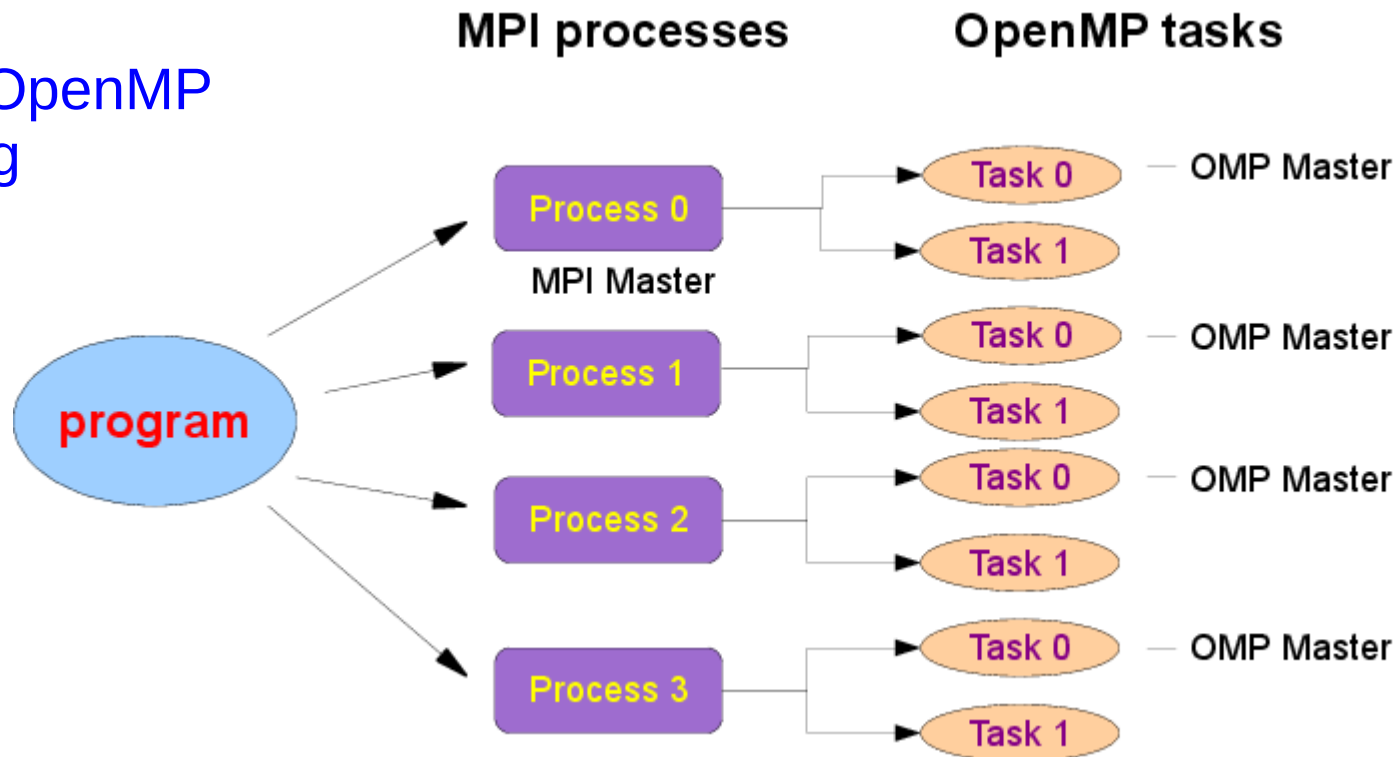 MPI processes
OpenMP tasks
OpenMP
g
Process 0
MPI Master
Process 1
Process 2
Process 3
program
Task 0
OMP Master
Task 1
Task 0
OMP Master
Task 1
Task 0
OMP Master
Task 1
Task 0
OMP Master
Task 1